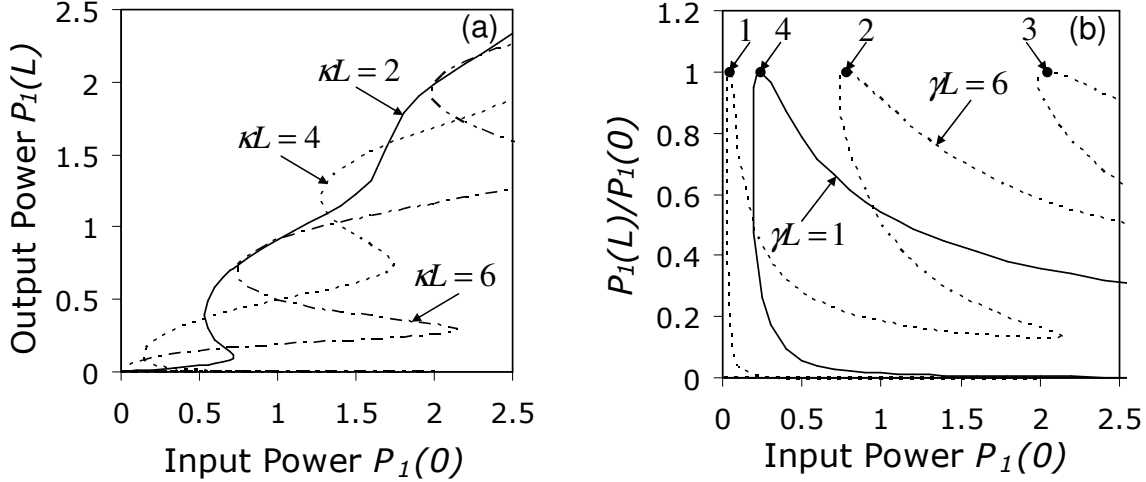 (a)
Output Power P1(L)
2.5
2
1.5
1
0.5
0
κL = 2
κL = 4
κL = 6
0 0.5 1 1.5 2 2.5
Input Power P1(0)
(b)
P1(L)/P1(0)
1.2
1
0.8
0.6
0.4
0.2
0
1 4 2 3
γL = 6
γL = 1
0 0.5 1 1.5 2 2.5
Input Power P1(0)